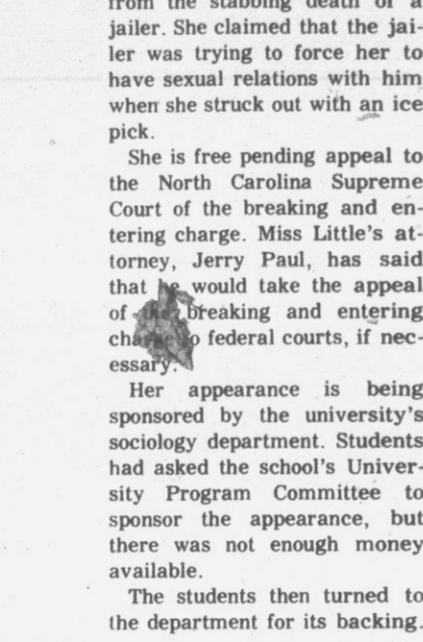 from the stabbing death of a
jailer. She claimed that the jai-
ler was trying to force her to
have sexual relations with him
when she struck out with an ice
pick.
She is free pending appeal to
the North Carolina Supreme
Court of the breaking and en-
tering charge. Miss Little's at-
torney, Jerry Paul, has said
that he would take the appeal
of the breaking and entering
charge to federal courts, if nec-
essary.
Her appearance is being
sponsored by the university's
sociology department. Students
had asked the school's Univer-
sity Program Committee to
sponsor the appearance, but
there was not enough money
available.
The students then turned to
the department for its backing.